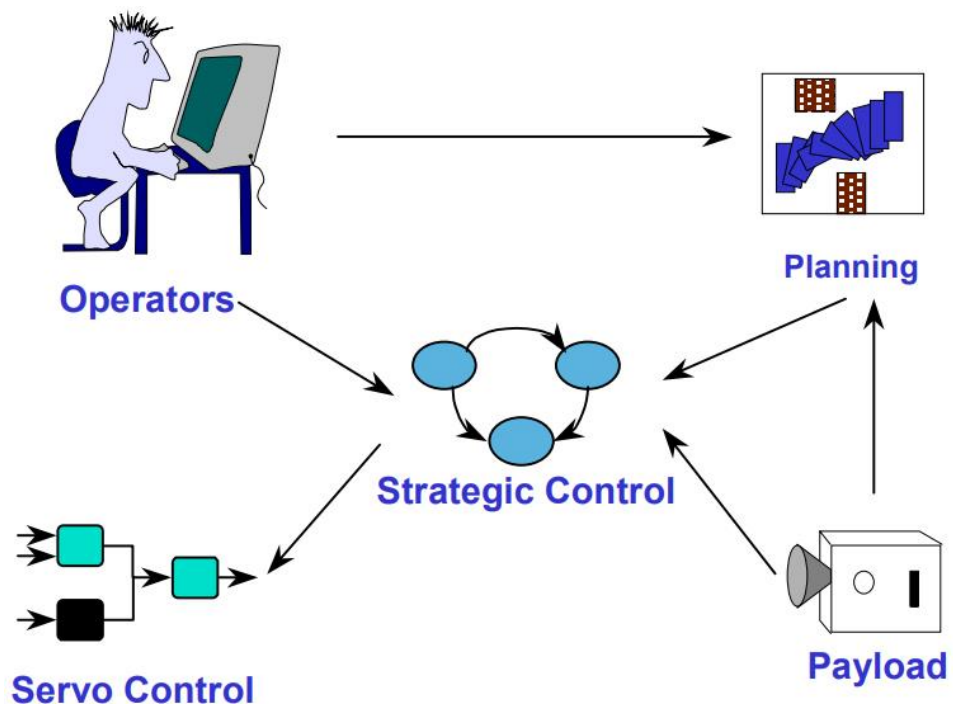 Operators
Planning
Strategic Control
Servo Control
Payload